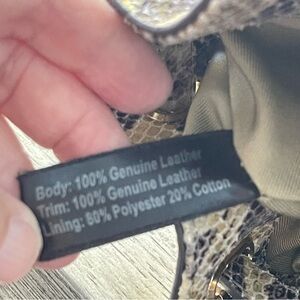 Body: 100% Genuine Leather
Trim: 100% Genuine Leather
Lining: 80% Polyester 20% Cotton